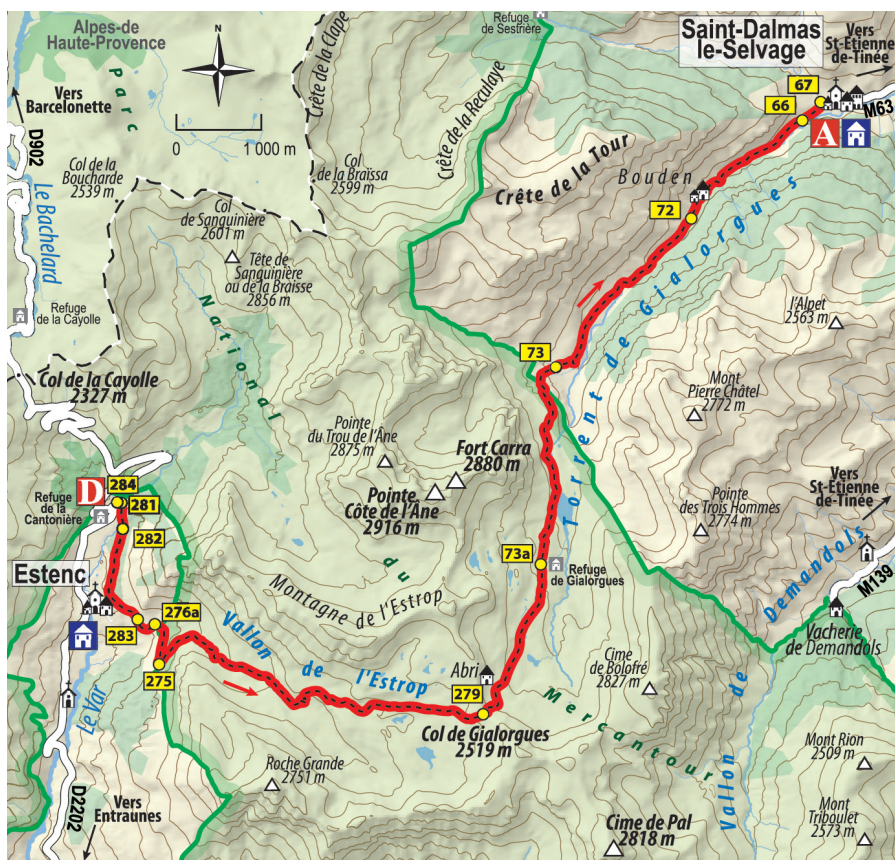 Alpes-de
Haute-Provence
Parc
N
Crête de la Clape
Refuge
de Sestrière
Saint-Dalmas
le-Selvage
Vers
St-Etienne
de-Tinée
Vers
Barcelonette
D902
0
1 000 m
Crête de la Reculaye
67
66
M63
A
Col de la
Boucharde
2539 m
Col
de la Braïssa
2599 m
Crête de la Tour
Bouden
72
Le Bachelard
Col
de Sanguinière
2601 m
Tête de
Sanguinière
ou de la Braisse
2856 m
Torrent de Gialorgues
Refuge
de la Cayolle
National
l'Alpet
2563 m
Col de la Cayolle
2327 m
73
Mont
Pierre Châtel
2772 m
Pointe
du Trou de l'Âne
2875 m
Fort Carra
2880 m
Pointe
Côte de l'Âne
2916 m
Vers
St-Etienne
de-Tinée
D
284
281
282
Refuge
de la
Cantonière
Pointe
des Trois Hommes
2774 m
du
73a
Refuge
de Gialorgues
M139
Estenc
Montagne de l'Estrop
276a
283
275
Vallon de l'Estrop
Vallon de Demandols
Vacherie
de Demandols
Abri
279
Cime
de Bolofré
2827 m
Mercantour
Le Var
Col de Gialorgues
2519 m
Roche Grande
2751 m
Mont Rion
2509 m
D2202
Vers
Entraunes
Cime de Pal
2818 m
Mont
Triboulet
2573 m